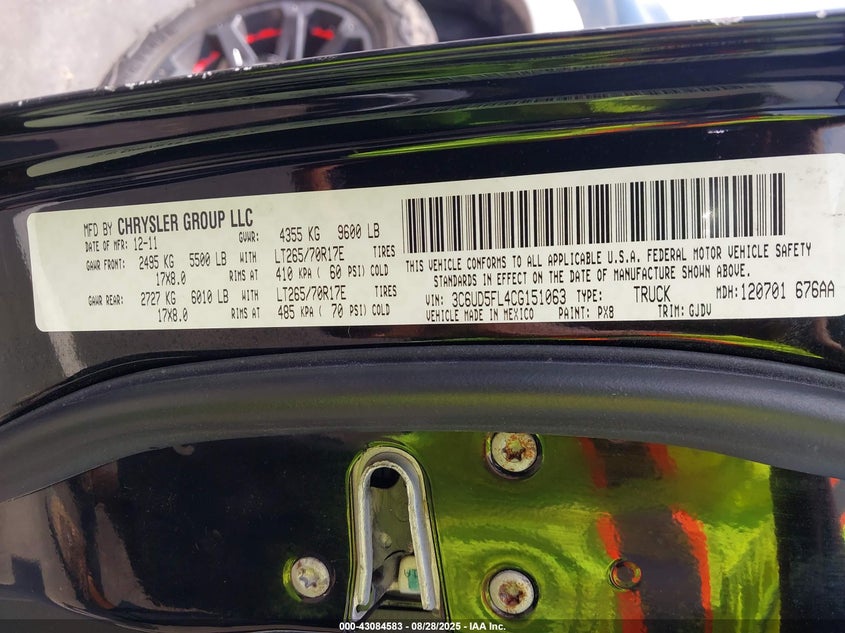 MFD BY CHRYSLER GROUP LLC
DATE OF MFR: 12-11 GVWR: 4355 KG 9600 LB
GAWR FRONT: 2495 KG 5500 LB WITH LT265/70R17E TIRES
17X8.0 RIMS AT 410 KPA ( 60 PSI) COLD
GAWR REAR: 2727 KG 6010 LB WITH LT265/70R17E TIRES
17X8.0 RIMS AT 485 KPA ( 70 PSI) COLD
THIS VEHICLE CONFORMS TO ALL APPLICABLE U.S.A. FEDERAL MOTOR VEHICLE SAFETY
STANDARDS IN EFFECT ON THE DATE OF MANUFACTURE SHOWN ABOVE.
VIN: 3C6UD5FL4CG151063 TYPE: TRUCK MDH: 120701 676AA
VEHICLE MADE IN MEXICO PAINT: PX8 TRIM: GJDV
000-43084583 / 08/28/2025 - IAA Inc.